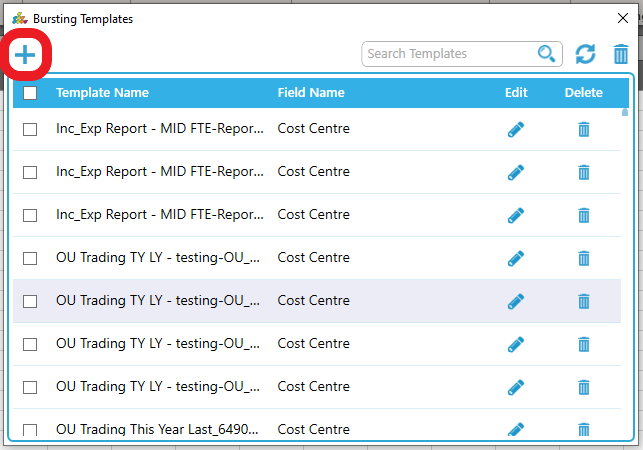 Bursting Templates
Search Templates
Template Name Field Name Edit Delete
Inc_Exp Report - MID FTE-Repor... Cost Centre
Inc_Exp Report - MID FTE-Repor... Cost Centre
Inc_Exp Report - MID FTE-Repor... Cost Centre
OU Trading TY LY - testing-OU_... Cost Centre
OU Trading TY LY - testing-OU_... Cost Centre
OU Trading TY LY - testing-OU_... Cost Centre
OU Trading TY LY - testing-OU_... Cost Centre
OU Trading This Year Last_6490... Cost Centre